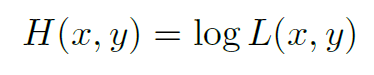 H(x, y) = log L(x, y)